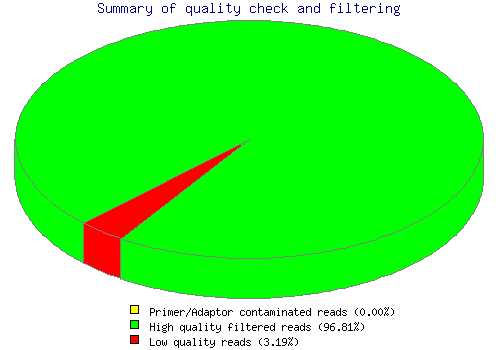 Summary of quality check and filtering
Primer/Adaptor contaminated reads (0.00%)
High quality filtered reads (96.81%)
Low quality reads (3.19%)